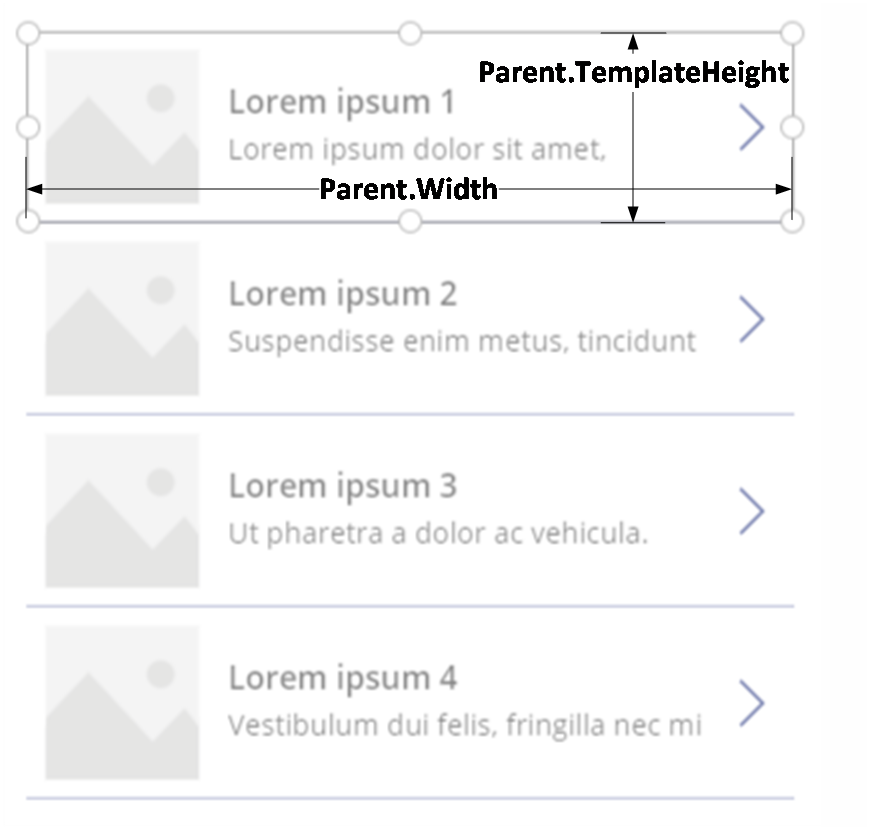 Parent.TemplateHeight
Lorem ipsum 1
Lorem ipsum dolor sit amet,
Parent.Width
Lorem ipsum 2
Suspendisse enim metus, tincidunt
Lorem ipsum 3
Ut pharetra a dolor ac vehicula.
Lorem ipsum 4
Vestibulum dui felis, fringilla nec mi